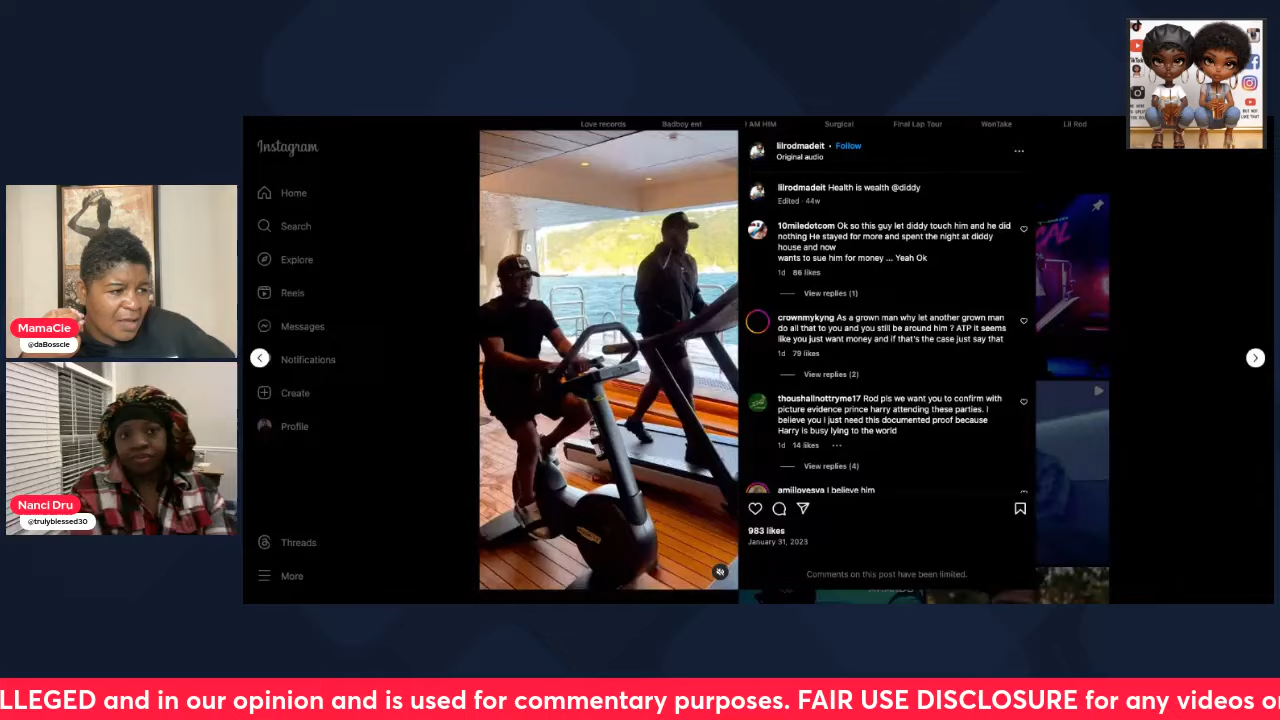 Love records
Badboy ent
I AM HIM
Surgical
Final Lap Tour
WonTake
Lil Rod
Instagram
Home
Search
Explore
Reels
Messages
Notifications
Create
Profile
Threads
More
lilrodmadeit • Follow
Original audio
lilrodmadeit Health is wealth @diddy
Edited · 44w
10miledotcom Ok so this guy let diddy touch him and he did
nothing He stayed for more and spent the night at diddy
house and now
wants to sue him for money ... Yeah Ok
1d 86 likes
View replies (1)
crownmykyng As a grown man why let another grown man
do all that to you and you still be around him ? ATP it seems
like you just want money and if that's the case just say that
1d 79 likes
View replies (2)
thoushallnottryme17 Rod pls we want you to confirm with
picture evidence prince harry attending these parties. I
believe you I just need this documented proof because
Harry is busy lying to the world
1d 14 likes
View replies (4)
amillovesya I believe him
983 likes
January 31, 2023
Comments on this post have been limited.
MamaCie
@daBosscie
Nanci Dru
@trulyblessed30
LLEGED and in our opinion and is used for commentary purposes. FAIR USE DISCLOSURE for any videos o